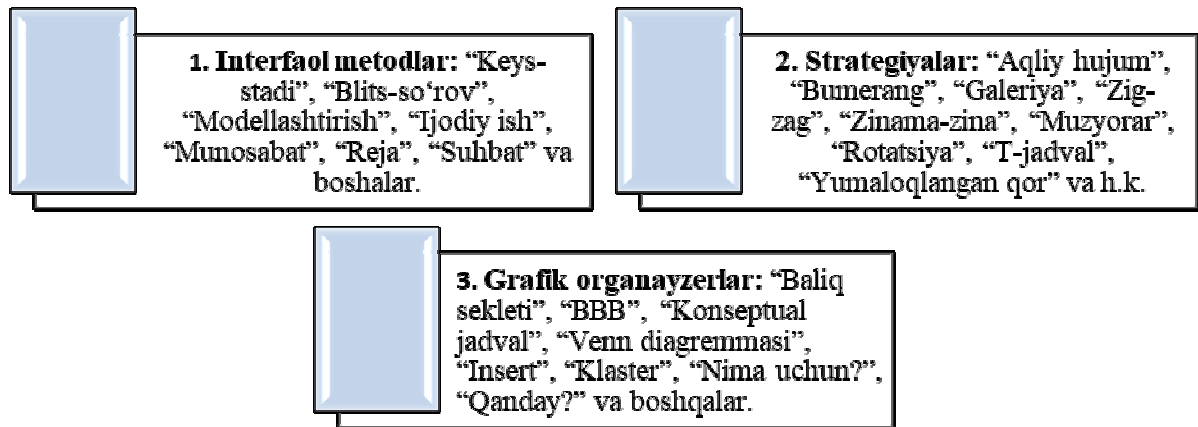 1. Interfaol metodlar: “Keys-
stadi”, “Blits-so‘rov”,
“Modellashtirish”, “Ijodiy ish”,
“Munosabat”, “Reja”, “Suhbat” va
boshalar.
2. Strategiyalar: “Aqliy hujum”,
“Bumerang”, “Galeriya”, “Zig-
zag”, “Zinama-zina”, “Muzyorar”,
“Rotatsiya”, “T-jadval”,
“Yumaloqlangan qor” va h.k.
3. Grafik organayzerlar: “Baliq
sekleti”, “BBB”, “Konseptual
jadval”, “Venn diagremmasi”,
“Insert”, “Klaster”, “Nima uchun?”,
“Qanday?” va boshqalar.